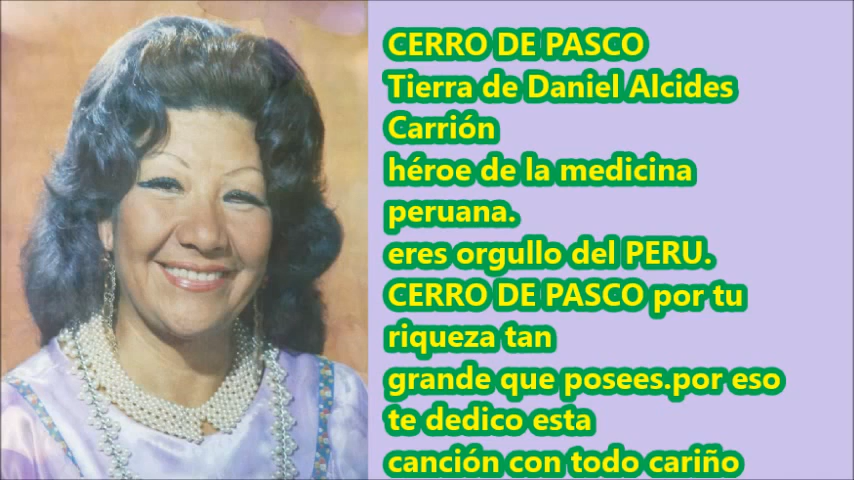 CERRO DE PASCO
Tierra de Daniel Alcides
Carrión
héroe de la medicina
peruana.
eres orgullo del PERU.
CERRO DE PASCO por tu
riqueza tan
grande que posees.por eso
te dedico esta
canción con todo cariño